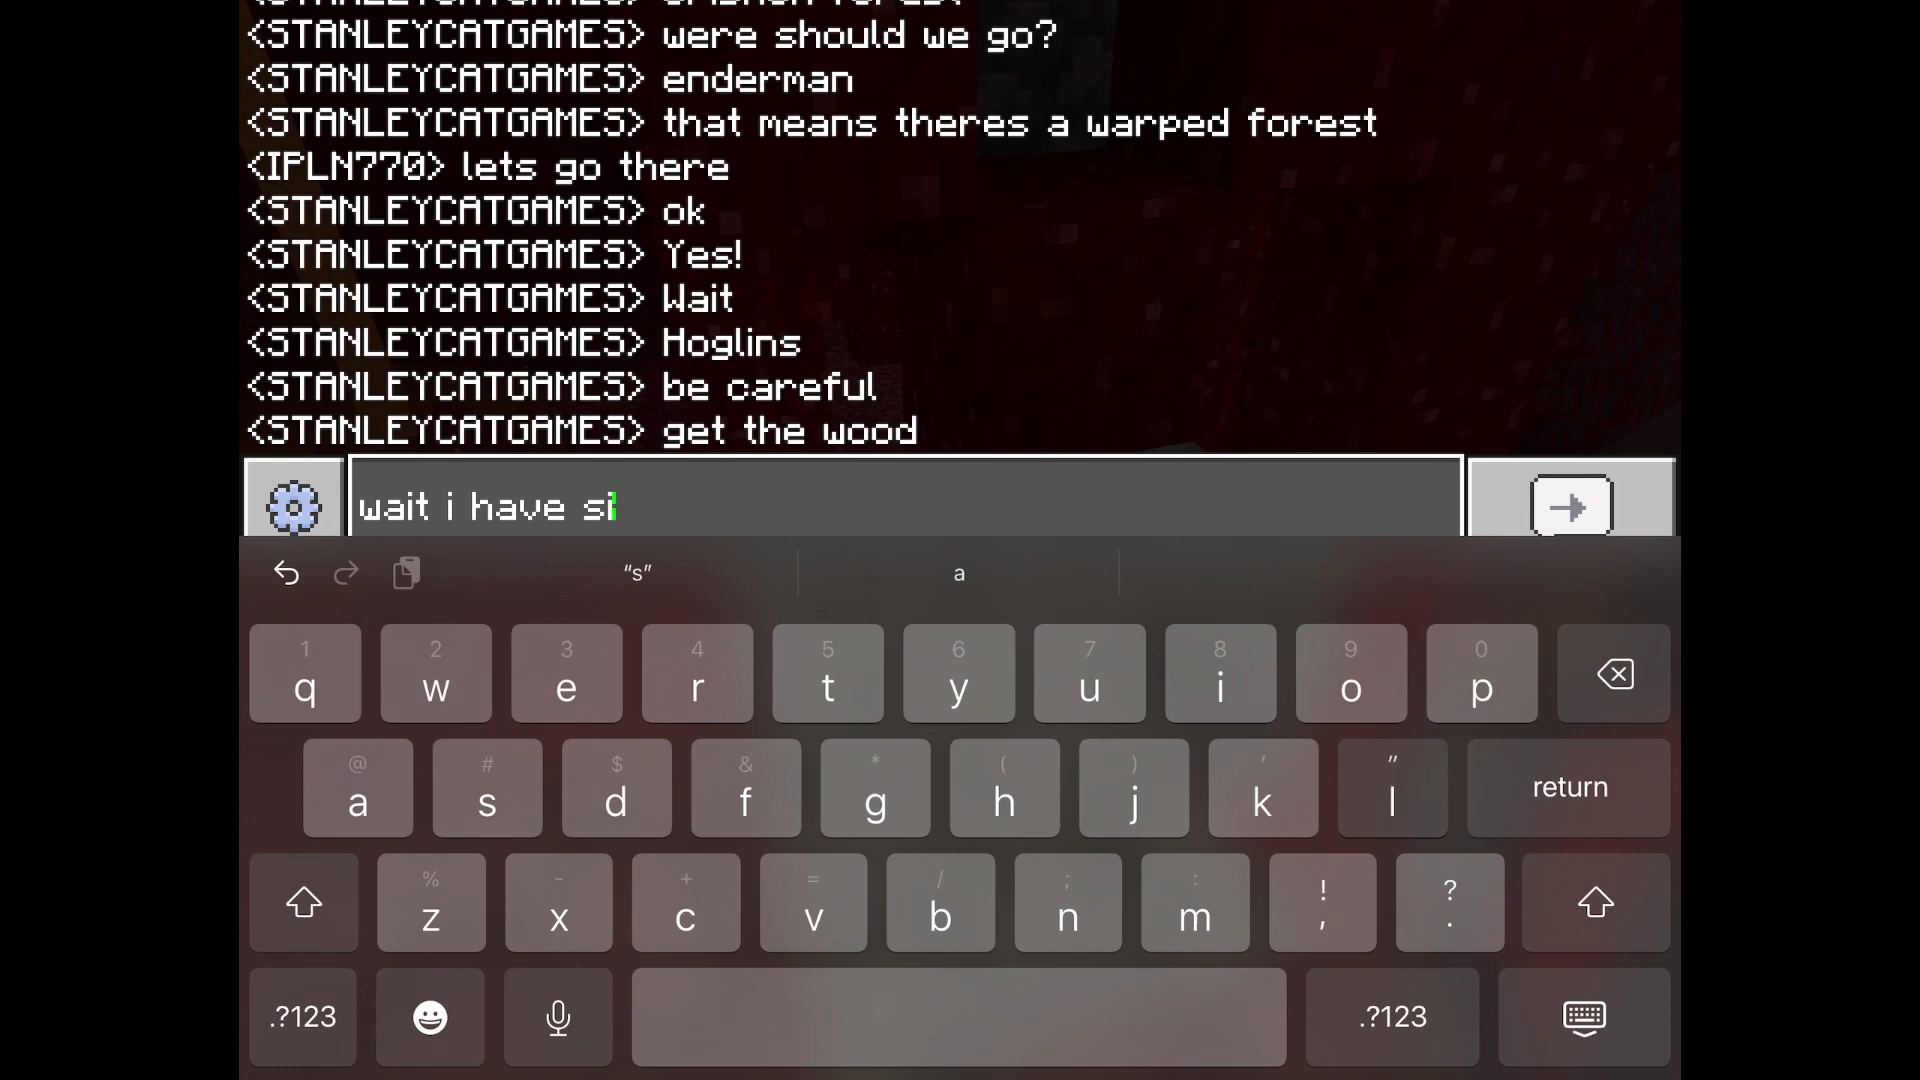 <STANLEYCATGAMES> were should we go?
<STANLEYCATGAMES> enderman
<STANLEYCATGAMES> that means theres a warped forest
<IPLN770> lets go there
<STANLEYCATGAMES> ok
<STANLEYCATGAMES> Yes!
<STANLEYCATGAMES> Wait
<STANLEYCATGAMES> Hoglins
<STANLEYCATGAMES> be careful
<STANLEYCATGAMES> get the wood
wait i have si
“s” a
1 2 3 4 5 6 7 8 9 0
q w e r t y u i o p
@ # $ & * ( ) ' "
a s d f g h j k l return
% - + = / ; : ! ?
z x c v b n m , .
.?123 .?123